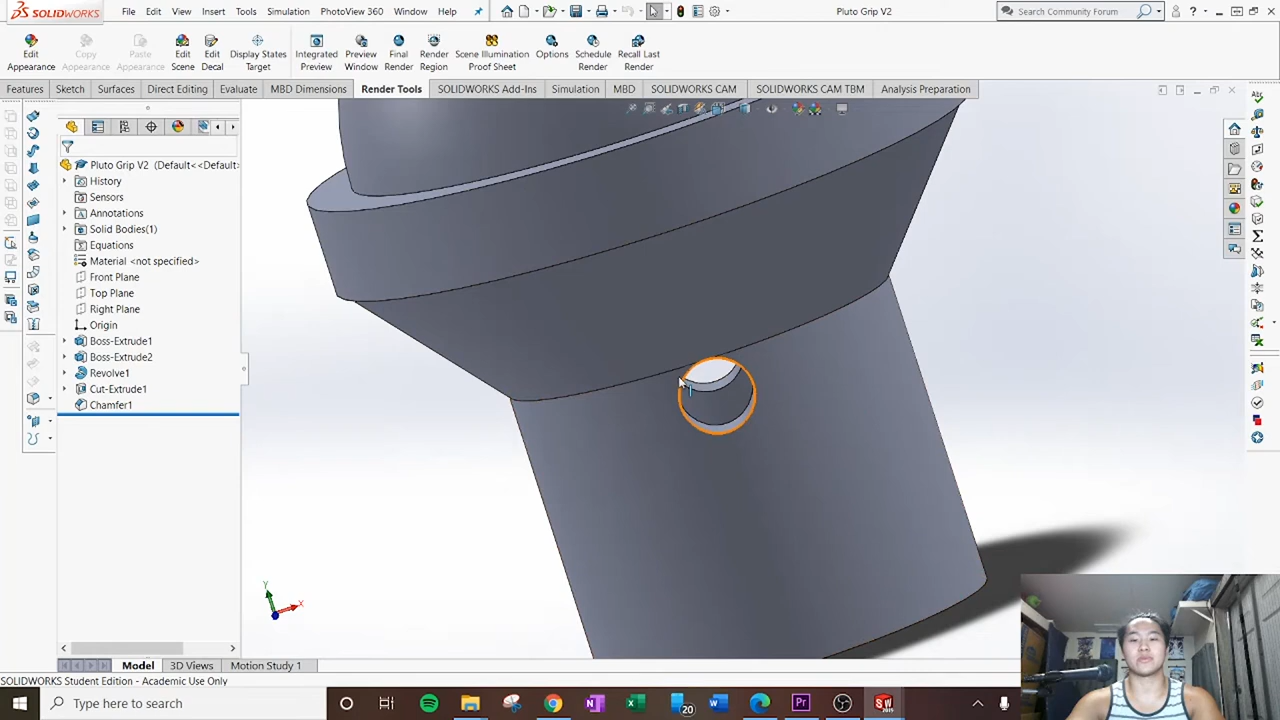 SOLIDWORKS File Edit View Insert Tools Simulation PhotoView 360 Window Help Pluto Grip V2 Search Community Forum
Edit Appearance
Copy Appearance
Paste Appearance
Edit Scene
Edit Decal
Display States Target
Integrated Preview
Preview Window
Final Render
Render Region
Scene Illumination Proof Sheet
Options
Schedule Render
Recall Last Render
Features Sketch Surfaces Direct Editing Evaluate MBD Dimensions Render Tools SOLIDWORKS Add-Ins Simulation MBD SOLIDWORKS CAM SOLIDWORKS CAM TBM Analysis Preparation
Pluto Grip V2 (Default<<Default>
History
Sensors
Annotations
Solid Bodies(1)
Equations
Material <not specified>
Front Plane
Top Plane
Right Plane
Origin
Boss-Extrude1
Boss-Extrude2
Revolve1
Cut-Extrude1
Chamfer1
Y
X
Model 3D Views Motion Study 1
SOLIDWORKS Student Edition - Academic Use Only
Type here to search
20
Pr